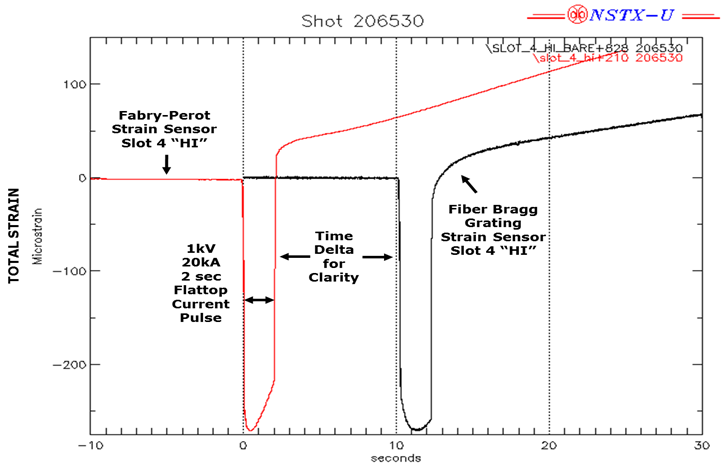 Shot 206530
NSTX-U
\SLOT_4_HI_BARE+828 206530
\slot_4_hi+210 206530
100
0
-100
-200
TOTAL STRAIN
Microstrain
Fabry-Perot
Strain Sensor
Slot 4 “HI”
1kV
20kA
2 sec
Flattop
Current
Pulse
Time
Delta
for
Clarity
Fiber Bragg
Grating
Strain Sensor
Slot 4 “HI”
-10
0
10
20
30
seconds